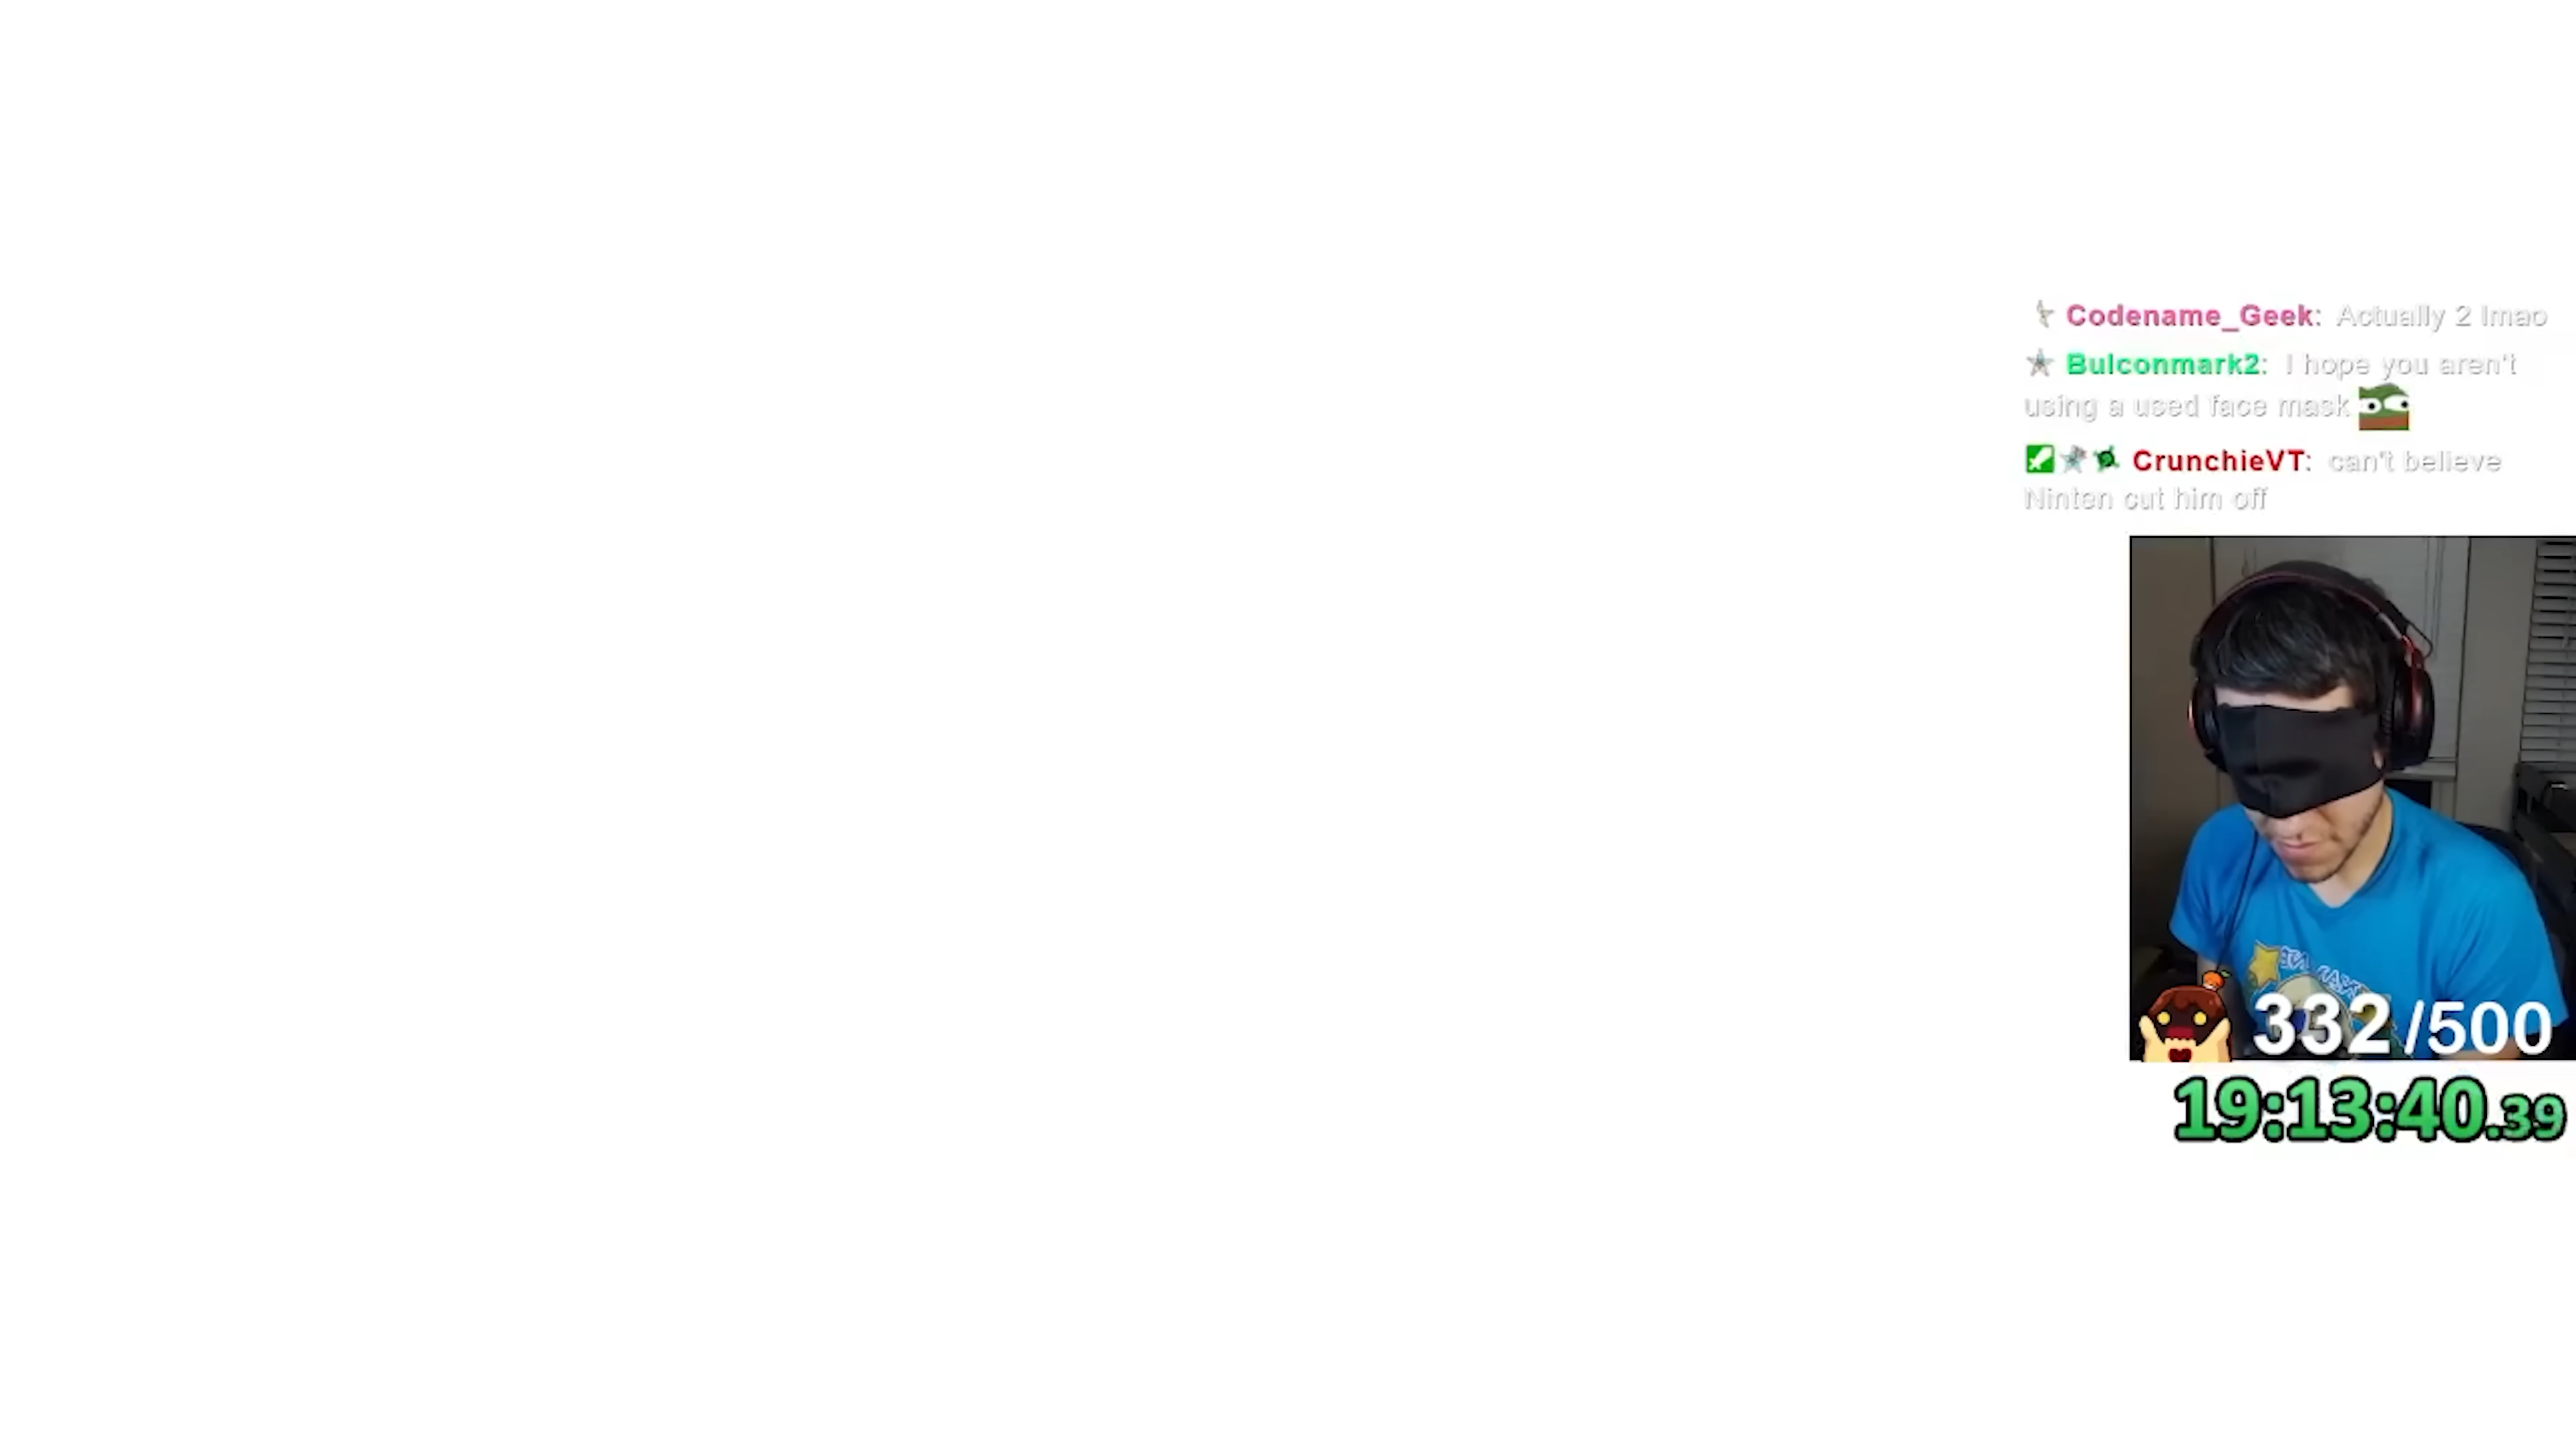 Codename_Geek: Actually 2 lmao
Bulconmark2: I hope you aren't
using a used face mask
CrunchieVT: can't believe
Ninten cut him off
332 /500
19:13:40.39